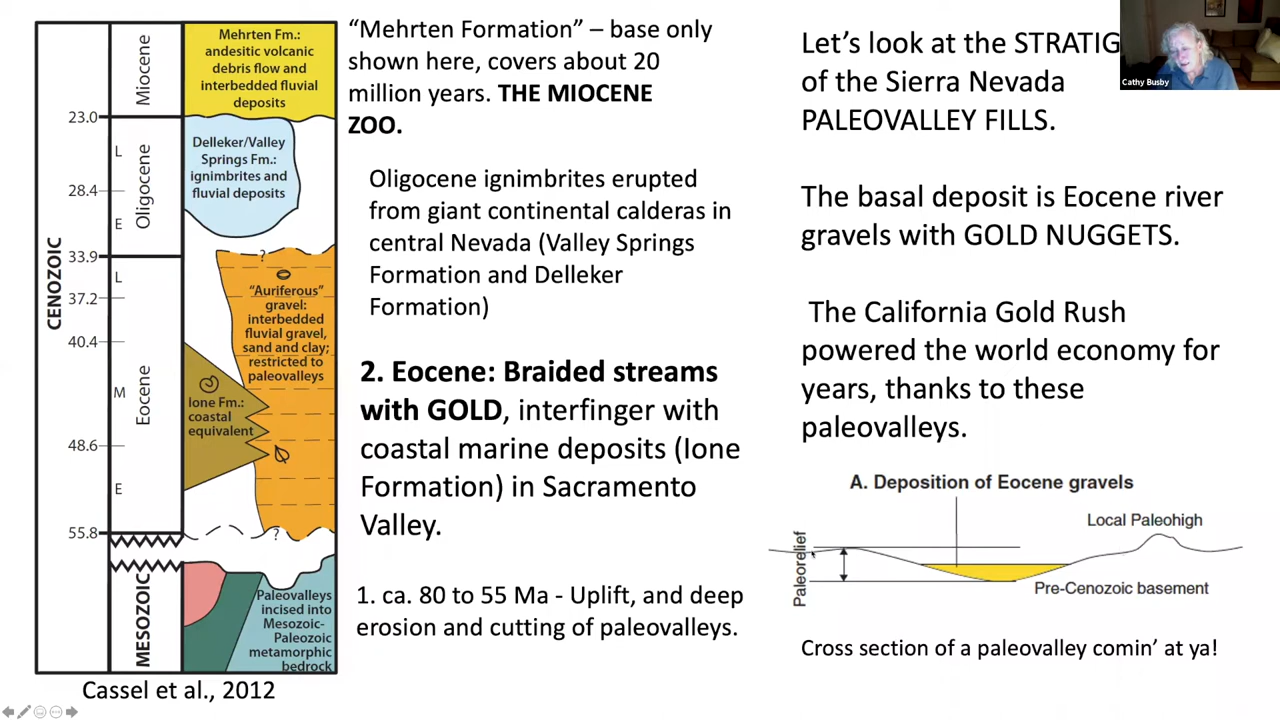 CENOZOIC
MESOZOIC
Miocene
23.0
L
Oligocene
28.4
E
33.9
L
37.2
40.4
Eocene
M
48.6
E
55.8
Mehrten Fm.:
andesitic volcanic
debris flow and
interbedded fluvial
deposits
Delleker/Valley
Springs Fm.:
ignimbrites and
fluvial deposits
?
“Auriferous”
gravel:
interbedded
fluvial gravel,
sand and clay;
restricted to
paleovalleys
Ione Fm.:
coastal
equivalent
?
Paleovalleys
incised into
Mesozoic-
Paleozoic
metamorphic
bedrock
Cassel et al., 2012
“Mehrten Formation” – base only
shown here, covers about 20
million years. THE MIOCENE
ZOO.
Oligocene ignimbrites erupted
from giant continental calderas in
central Nevada (Valley Springs
Formation and Delleker
Formation)
2. Eocene: Braided streams
with GOLD, interfinger with
coastal marine deposits (Ione
Formation) in Sacramento
Valley.
1. ca. 80 to 55 Ma - Uplift, and deep
erosion and cutting of paleovalleys.
Let’s look at the STRATIG
of the Sierra Nevada
PALEOVALLEY FILLS.
The basal deposit is Eocene river
gravels with GOLD NUGGETS.
The California Gold Rush
powered the world economy for
years, thanks to these
paleovalleys.
A. Deposition of Eocene gravels
Local Paleohigh
Paleorelief
Pre-Cenozoic basement
Cross section of a paleovalley comin’ at ya!
Cathy Busby